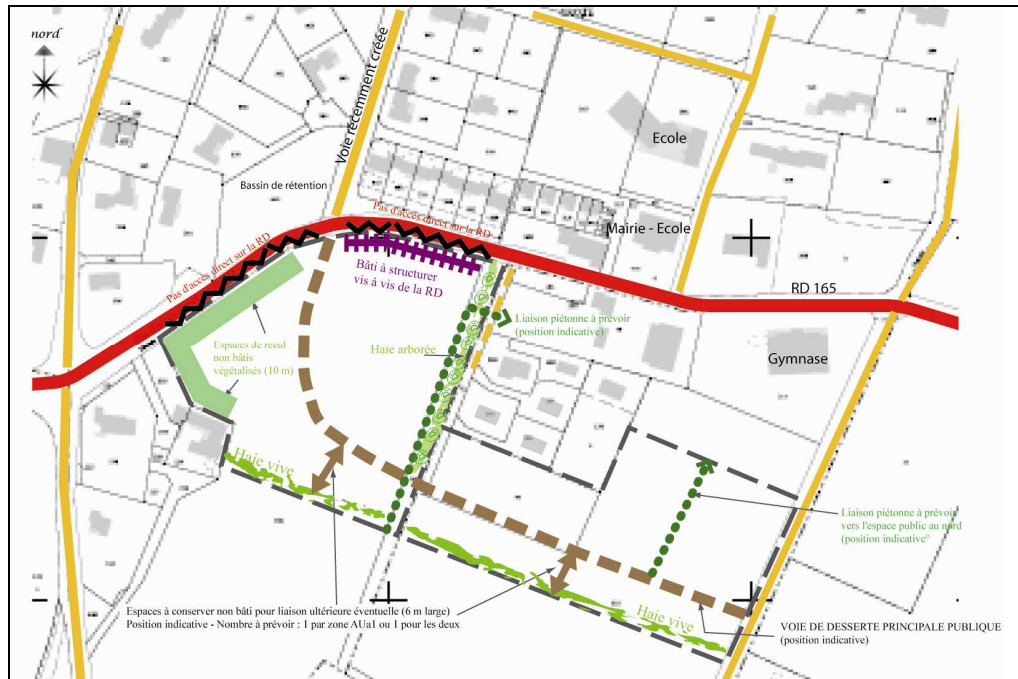 nord
Voie récemment créée
Ecole
Bassin de rétention
Pas d'accès direct sur la RD
Pas d'accès direct sur la RD
Mairie - Ecole
Bâti à structurer
vis à vis de la RD
RD 165
Liaison piétonne à prévoir
(position indicative)
Espaces de recul
non bâtis
végétalisés (10 m)
Haie arborée
Gymnase
Haie vive
Liaison piétonne à prévoir
vers l'espace public au nord
(position indicative°
Espaces à conserver non bâti pour liaison ultérieure éventuelle (6 m large)
Position indicative - Nombre à prévoir : 1 par zone AUa1 ou 1 pour les deux
Haie vive
VOIE DE DESSERTE PRINCIPALE PUBLIQUE
(position indicative)